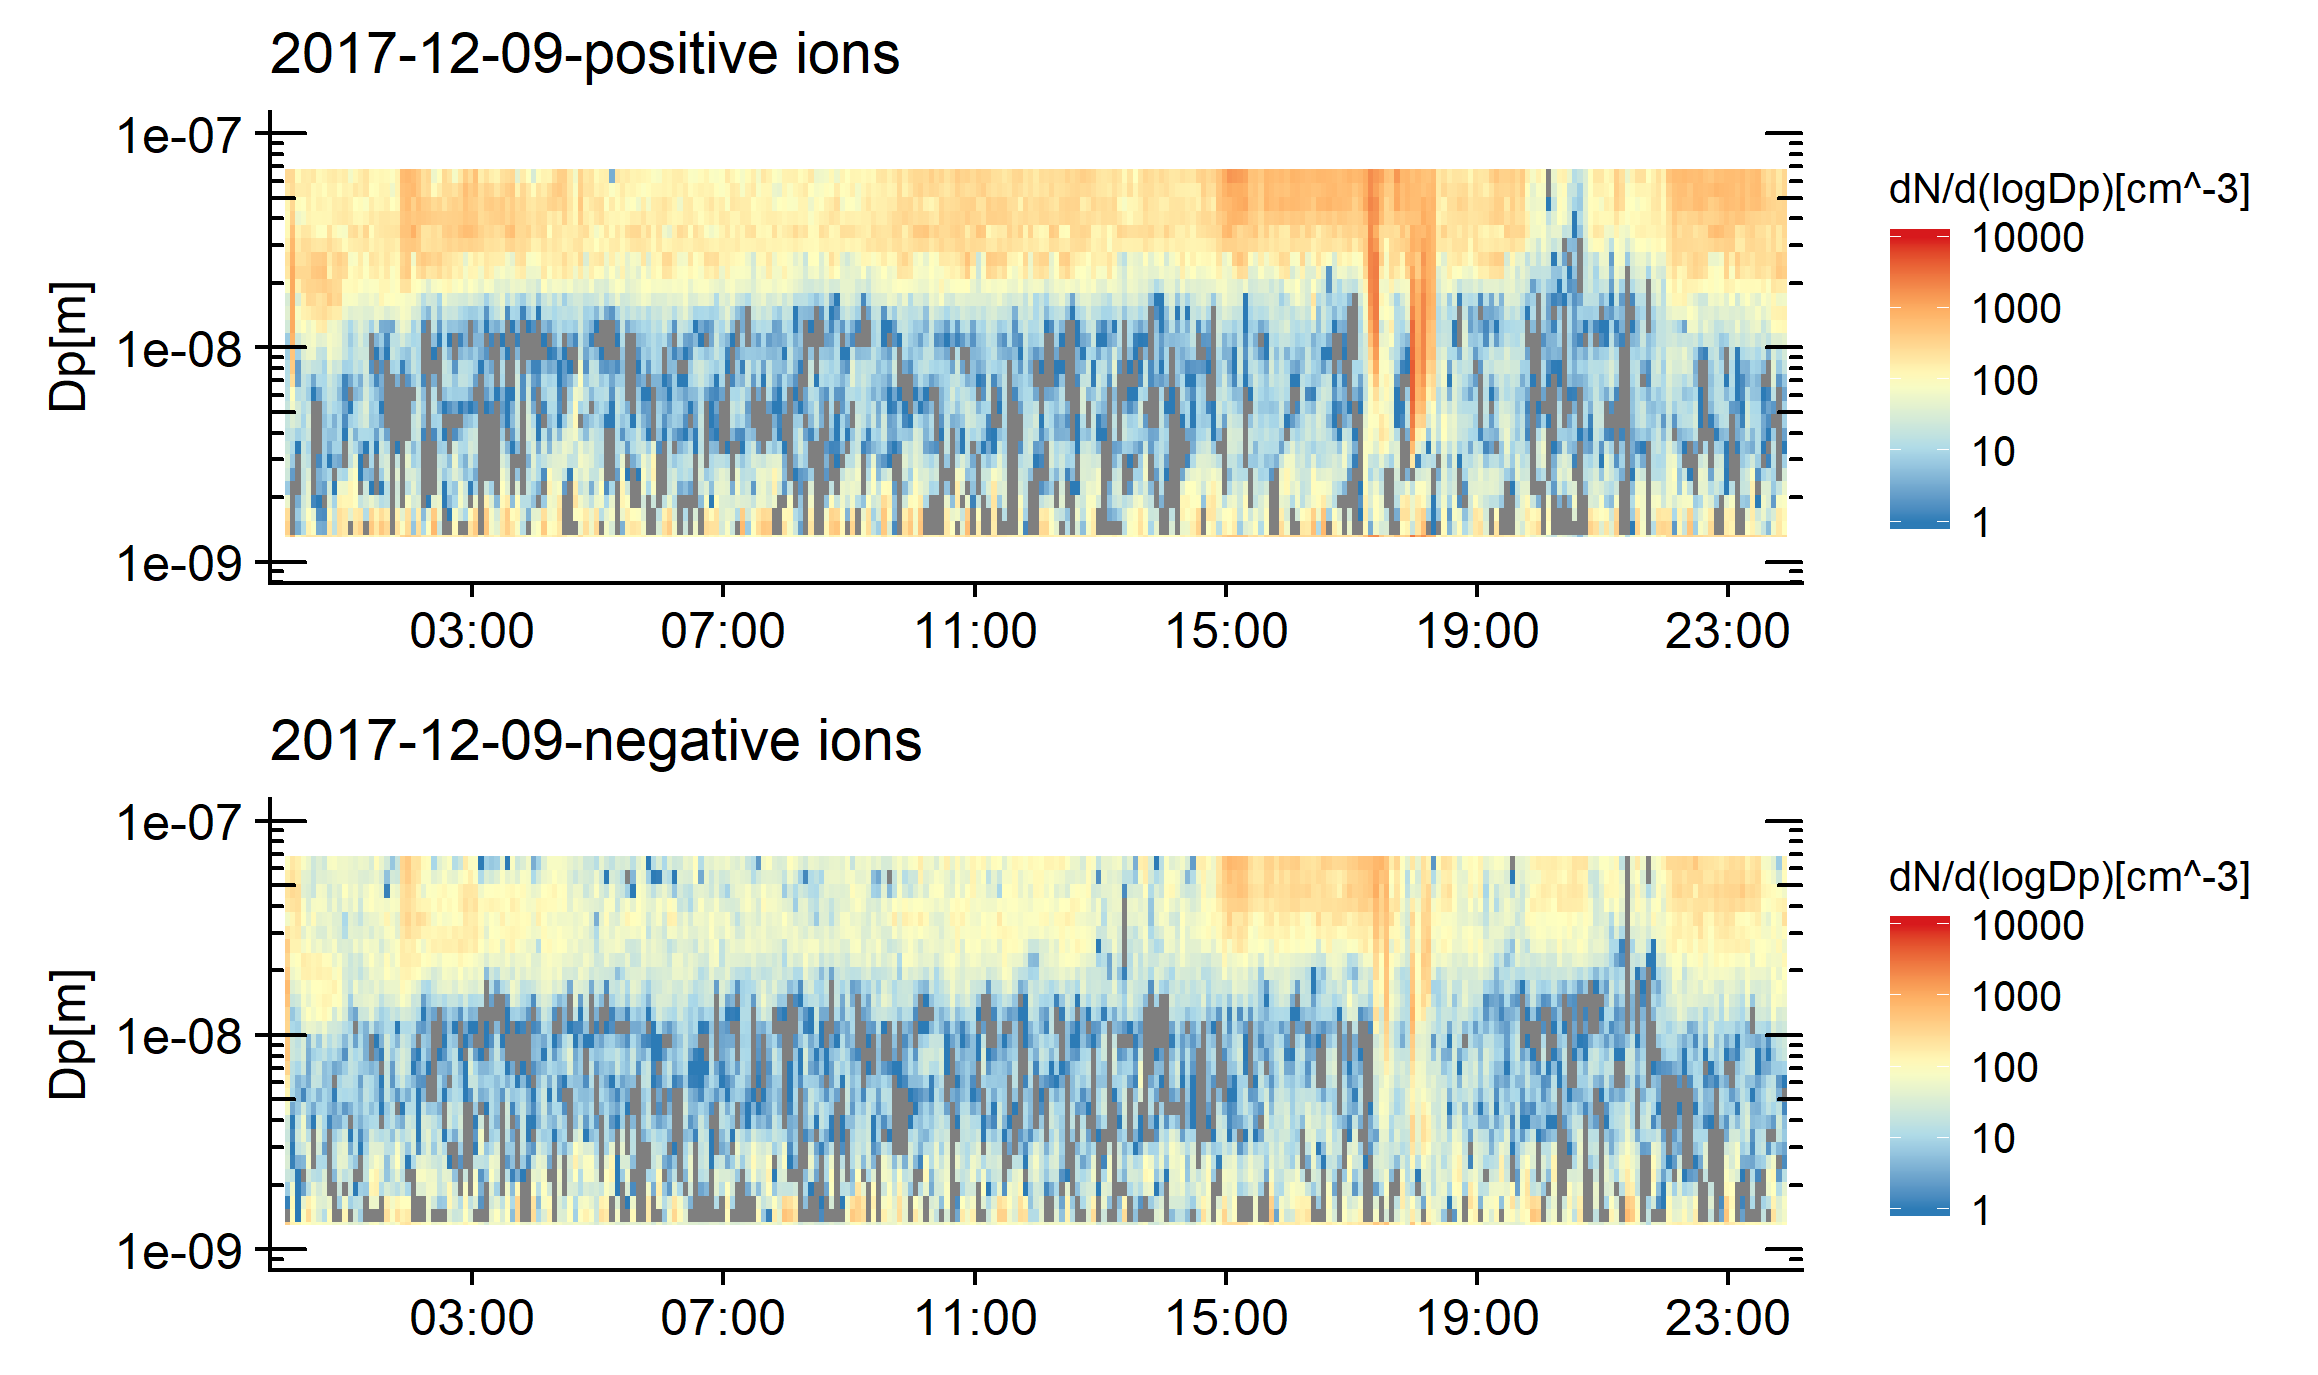 2017-12-09-positive ions
1e-07
1e-08
1e-09
Dp[m]
03:00 07:00 11:00 15:00 19:00 23:00
dN/d(logDp)[cm^-3]
10000
1000
100
10
1
2017-12-09-negative ions
1e-07
1e-08
1e-09
Dp[m]
03:00 07:00 11:00 15:00 19:00 23:00
dN/d(logDp)[cm^-3]
10000
1000
100
10
1